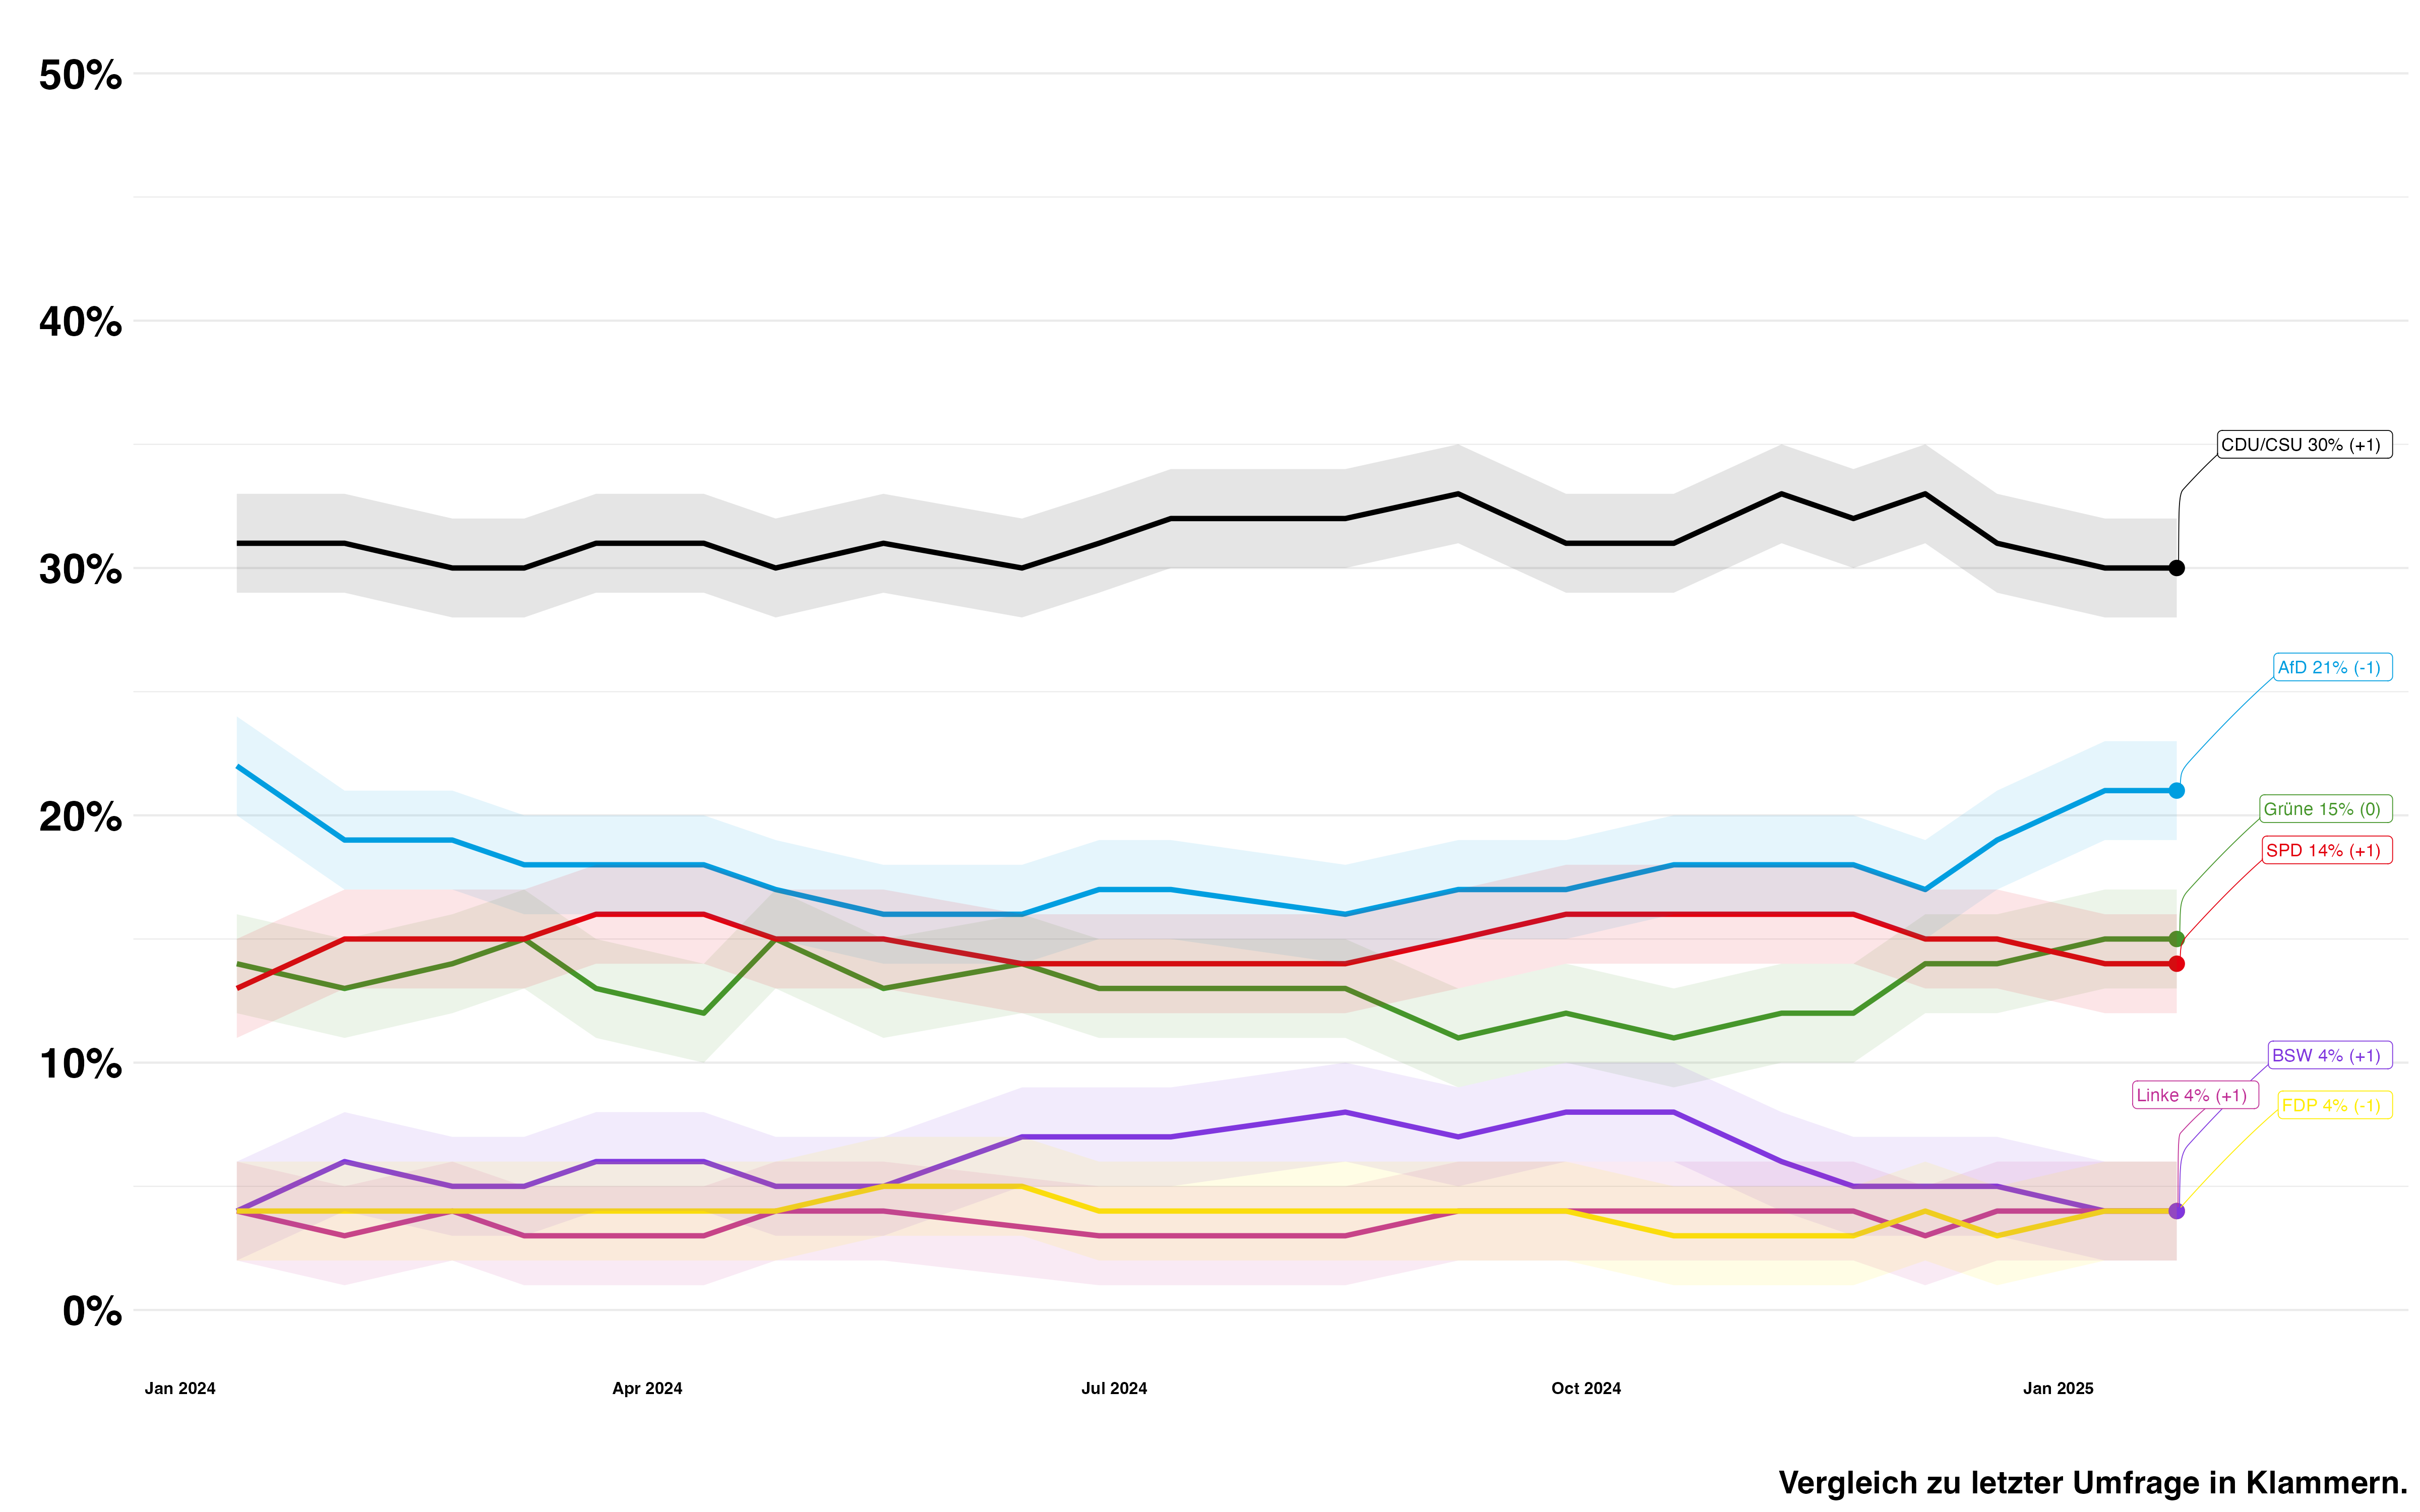 50%
40%
30%
20%
10%
0%
CDU/CSU 30% (+1)
AfD 21% (-1)
Grüne 15% (0)
SPD 14% (+1)
BSW 4% (+1)
Linke 4% (+1)
FDP 4% (-1)
Jan 2024
Apr 2024
Jul 2024
Oct 2024
Jan 2025
Vergleich zu letzter Umfrage in Klammern.